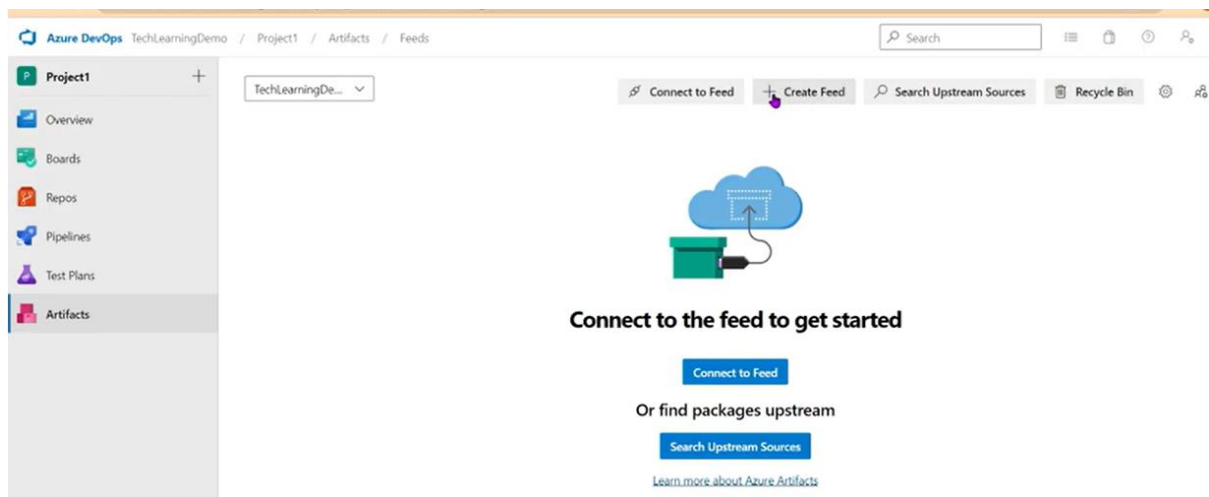 Azure DevOps TechLearningDemo / Project1 / Artifacts / Feeds
Search
P Project1
TechLearningDe...
Connect to Feed
Create Feed
Search Upstream Sources
Recycle Bin
Overview
Boards
Repos
Pipelines
Test Plans
Artifacts
Connect to the feed to get started
Connect to Feed
Or find packages upstream
Search Upstream Sources
Learn more about Azure Artifacts